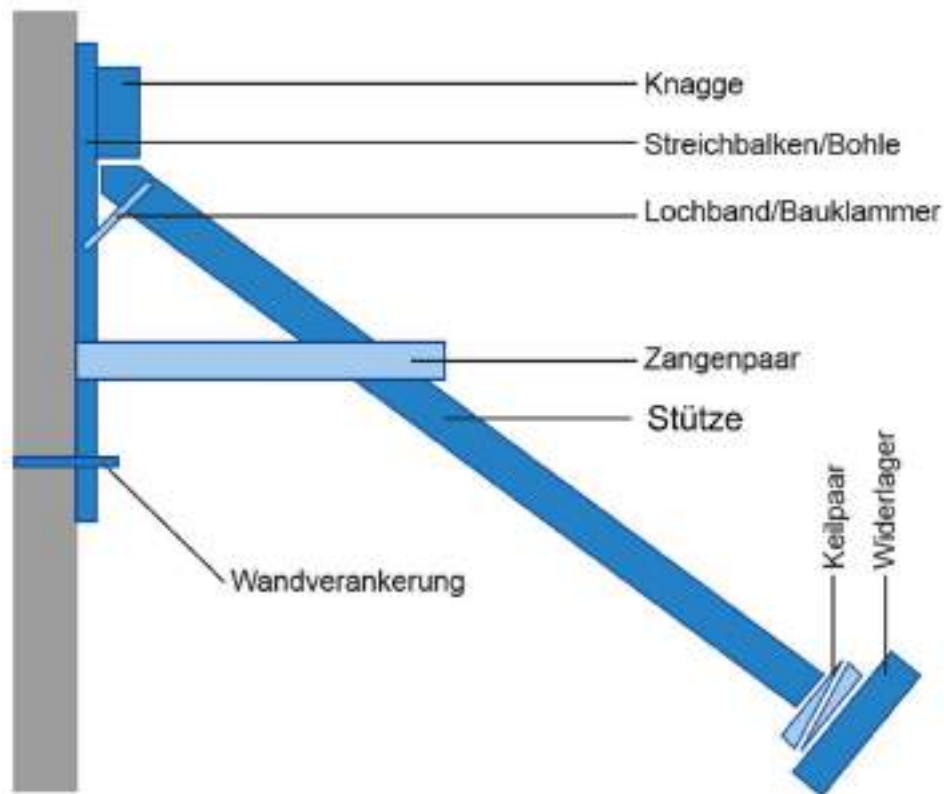 Knagge
Streichbalken/Bohle
Lochband/Bauklammer
Zangenpaar
Stütze
Keilpaar
Widerlager
Wandverankerung